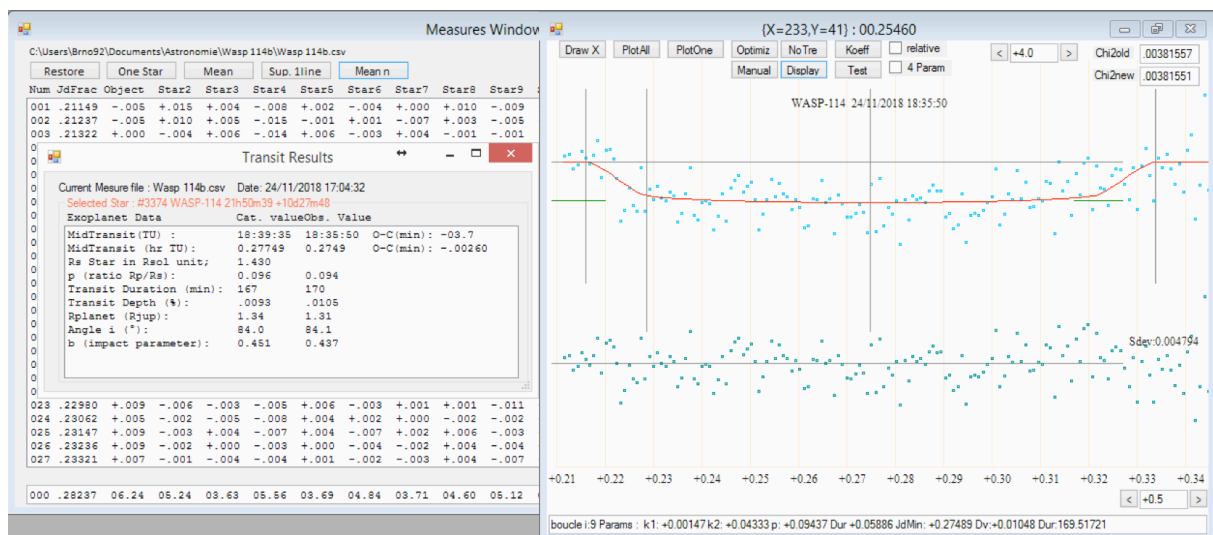 Measures Window
C:\Users\Brno92\Documents\Astronomie\Wasp 114b\Wasp 114b.csv
Restore One Star Mean Sup. 1line Mean n
Num JdFrac Object Star2 Star3 Star4 Star5 Star6 Star7 Star8 Star9
001 .21149 -.005 +.015 +.004 -.008 +.002 -.004 +.000 +.010 -.009
002 .21237 -.005 +.010 +.005 -.015 -.001 +.001 -.007 +.003 -.005
003 .21322 +.000 -.004 +.006 -.014 +.006 -.003 +.004 -.001 -.001
Transit Results
Current Mesure file : Wasp 114b.csv Date: 24/11/2018 17:04:32
Selected Star : #3374 WASP-114 21h50m39 +10d27m48
Exoplanet Data Cat. valueObs. Value
MidTransit(TU) : 18:39:35 18:35:50 O-C(min): -03.7
MidTransit (hr TU): 0.27749 0.2749 O-C(min): -.00260
Rs Star in Rsol unit; 1.430
p (ratio Rp/Rs): 0.096 0.094
Transit Duration (min): 167 170
Transit Depth (%): .0093 .0105
Rplanet (Rjup): 1.34 1.31
Angle i (°): 84.0 84.1
b (impact parameter): 0.451 0.437
023 .22980 +.009 -.006 -.003 -.005 +.006 -.003 +.001 +.001 -.011
024 .23062 +.005 -.002 -.005 -.008 +.004 +.002 +.000 -.002 -.002
025 .23147 +.009 -.003 +.004 -.007 +.004 -.007 +.002 +.006 -.003
026 .23236 +.009 -.002 +.000 -.003 +.000 -.004 -.002 +.004 -.004
027 .23321 +.007 -.001 -.004 -.004 +.001 -.002 -.003 +.004 -.007
000 .28237 06.24 05.24 03.63 05.56 03.69 04.84 03.71 04.60 05.12
{X=233,Y=41} : 00.25460
Draw X PlotAll PlotOne Optimiz NoTre Koeff relative < +4.0 > Chi2old .00381557
Manual Display Test 4 Param Chi2new .00381551
WASP-114 24/11/2018 18:35:50
Sdev:0.004794
+0.21 +0.22 +0.23 +0.24 +0.25 +0.26 +0.27 +0.28 +0.29 +0.30 +0.31 +0.32 +0.33 +0.34
< +0.5 >
boucle i:9 Params : k1: +0.00147 k2: +0.04333 p: +0.09437 Dur +0.05886 JdMin: +0.27489 Dv:+0.01048 Dur:169.51721